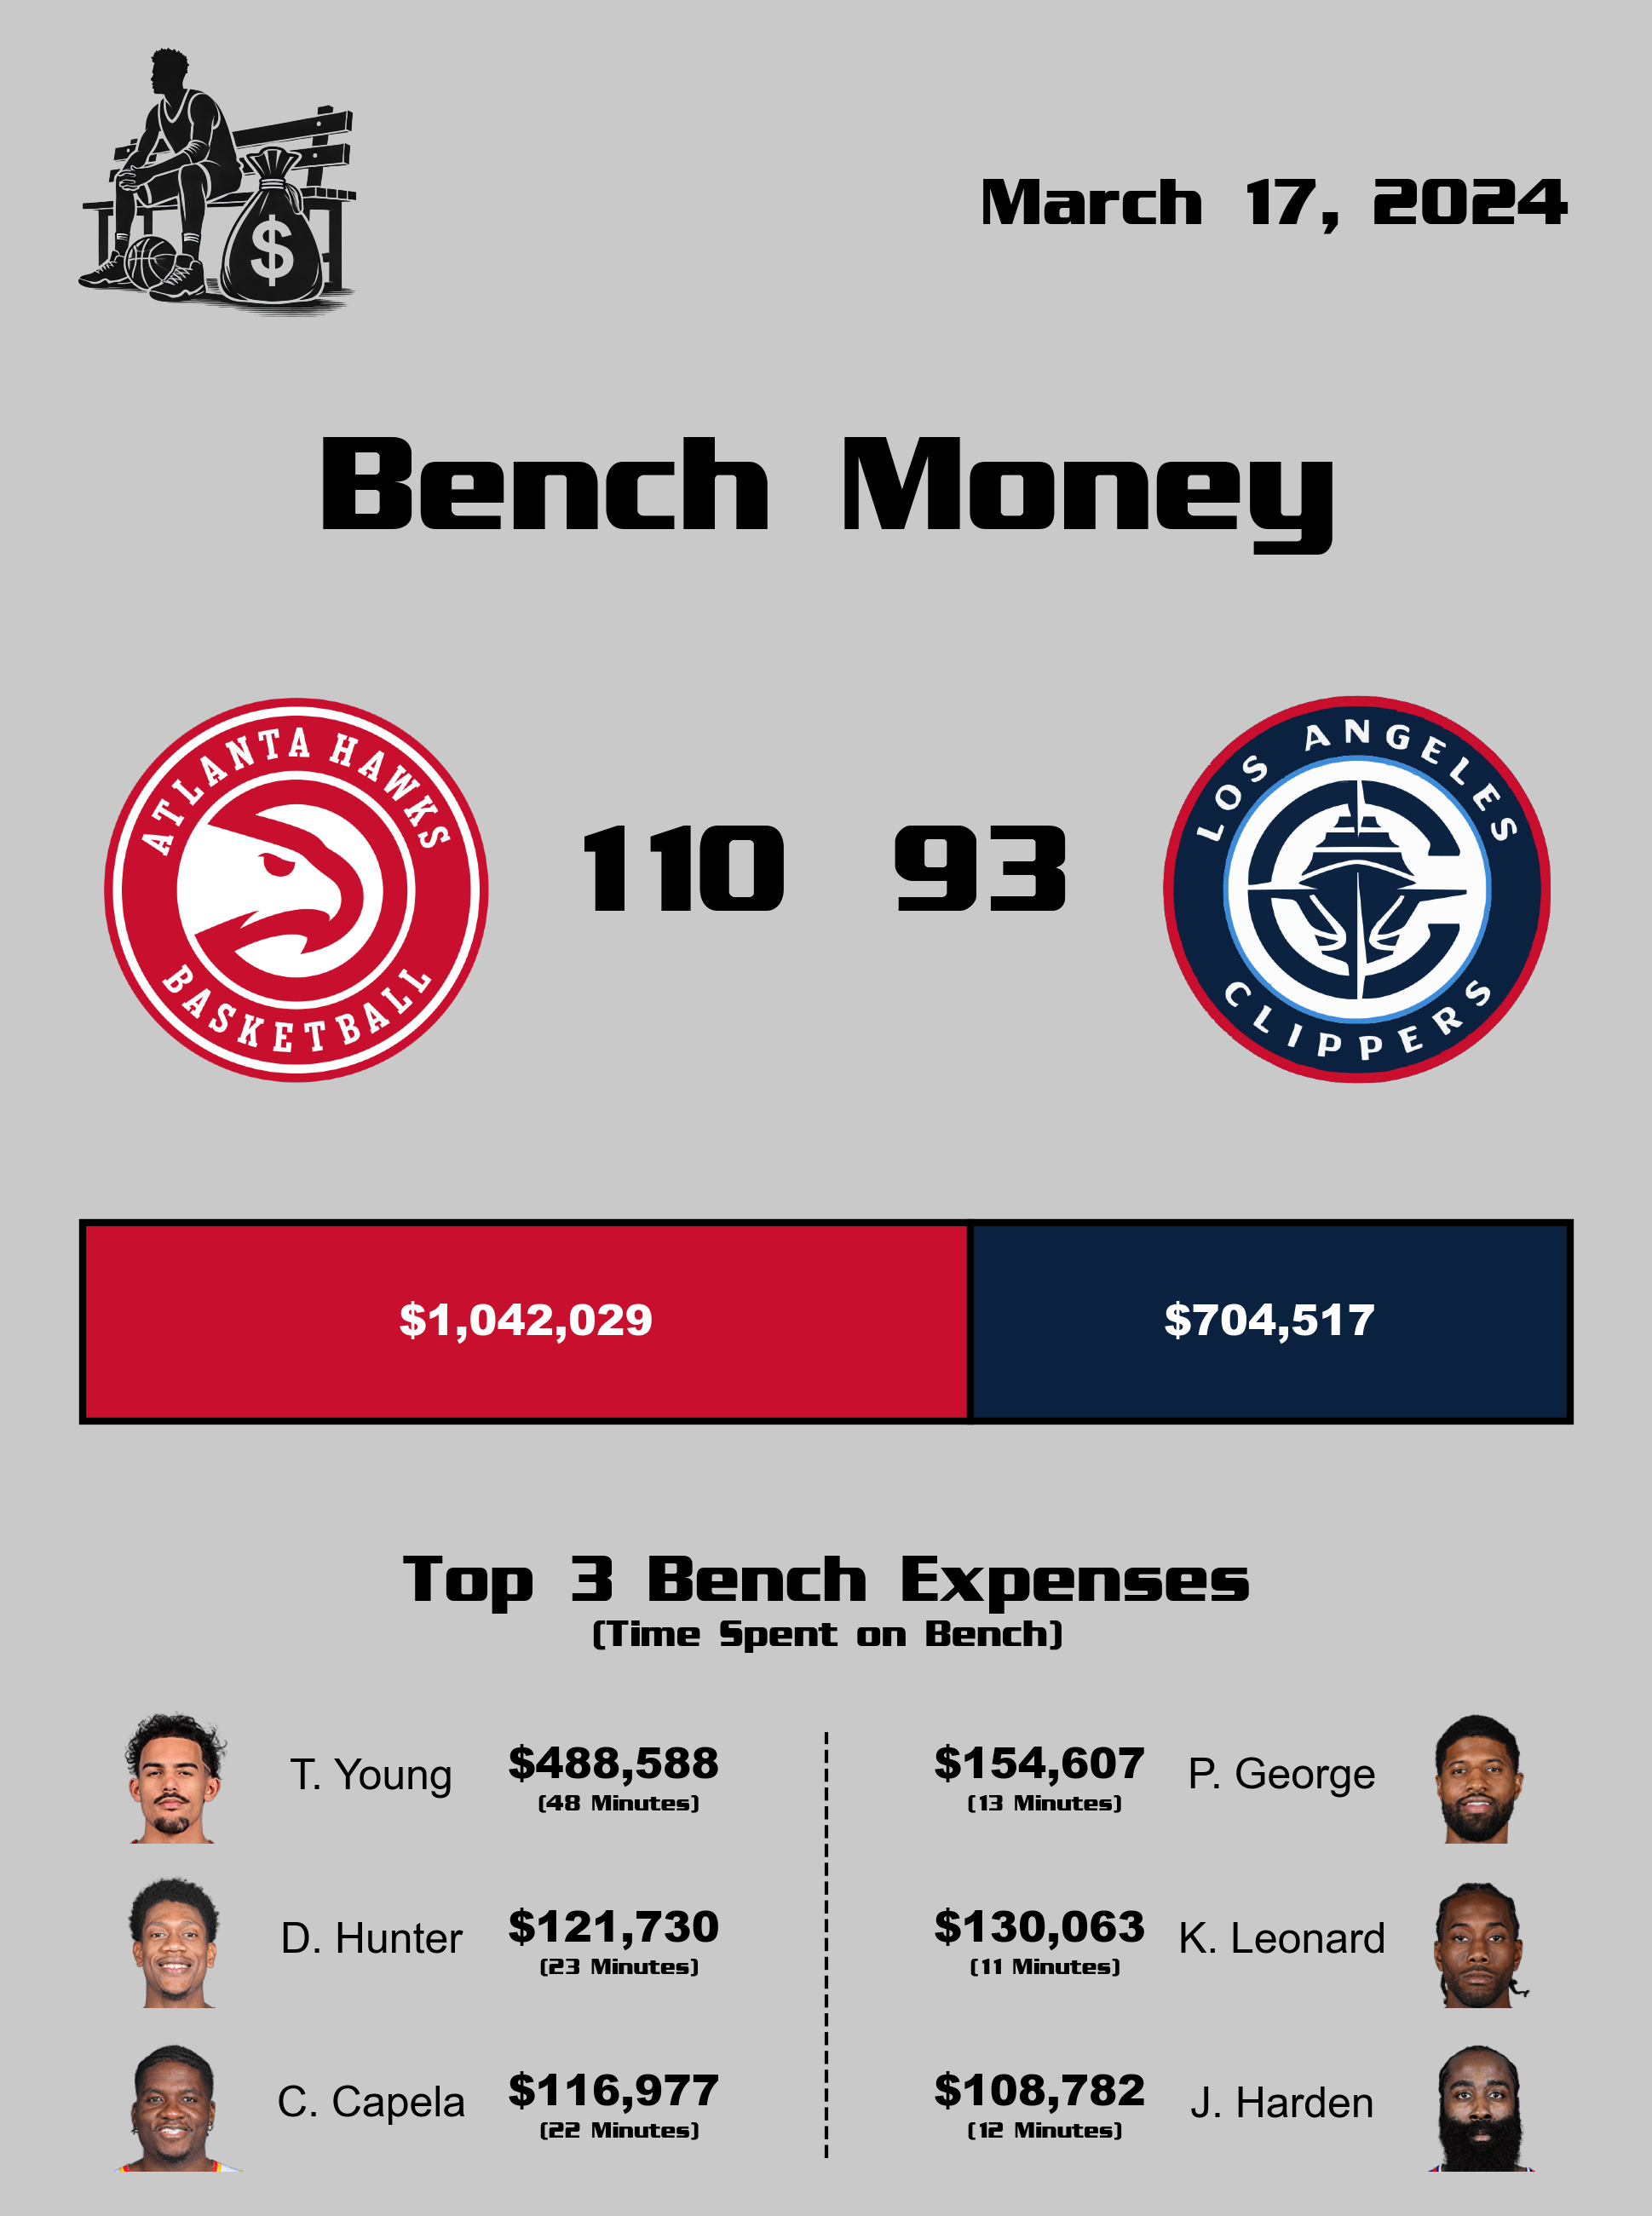 $
March 17, 2024
Bench Money
ATLANTA HAWKS
BASKETBALL
110 93
LOS ANGELES
CLIPPERS
$1,042,029
$704,517
Top 3 Bench Expenses
(Time Spent on Bench)
T. Young
$488,588
(48 Minutes)
$154,607
(13 Minutes)
P. George
D. Hunter
$121,730
(23 Minutes)
$130,063
(11 Minutes)
K. Leonard
C. Capela
$116,977
(22 Minutes)
$108,782
(12 Minutes)
J. Harden